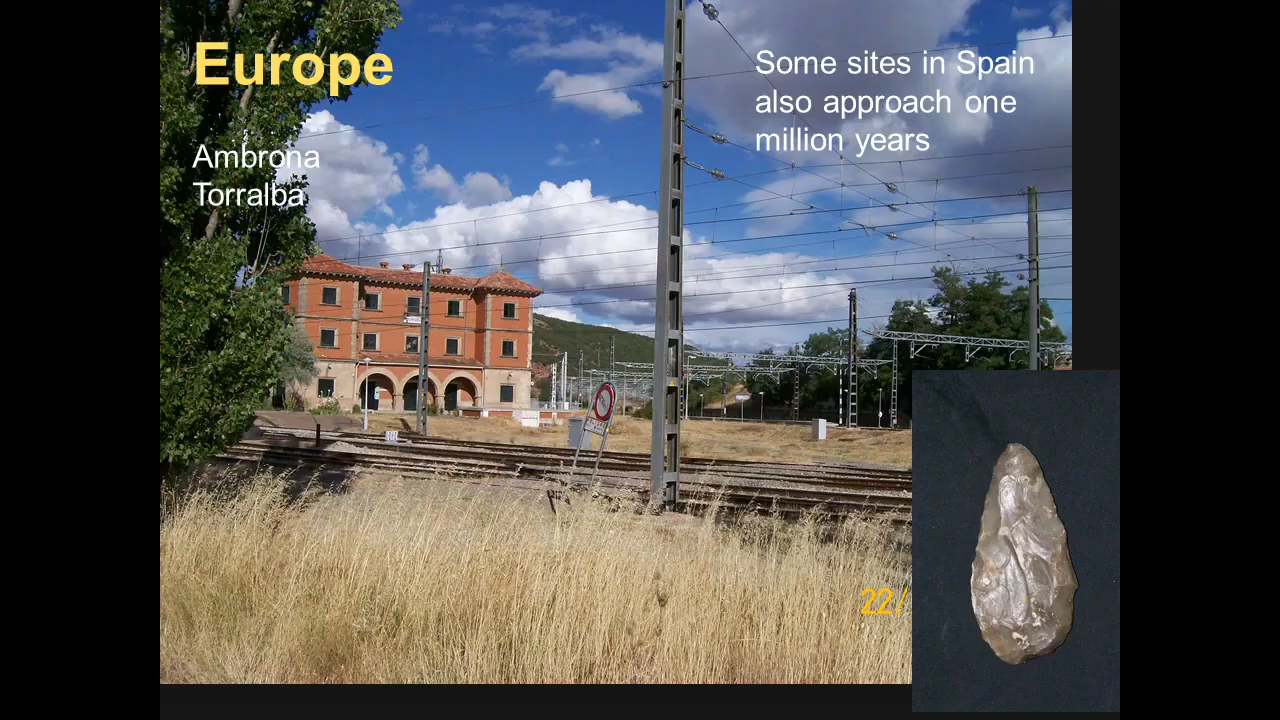 Europe
Ambrona
Torralba
Some sites in Spain
also approach one
million years
22/